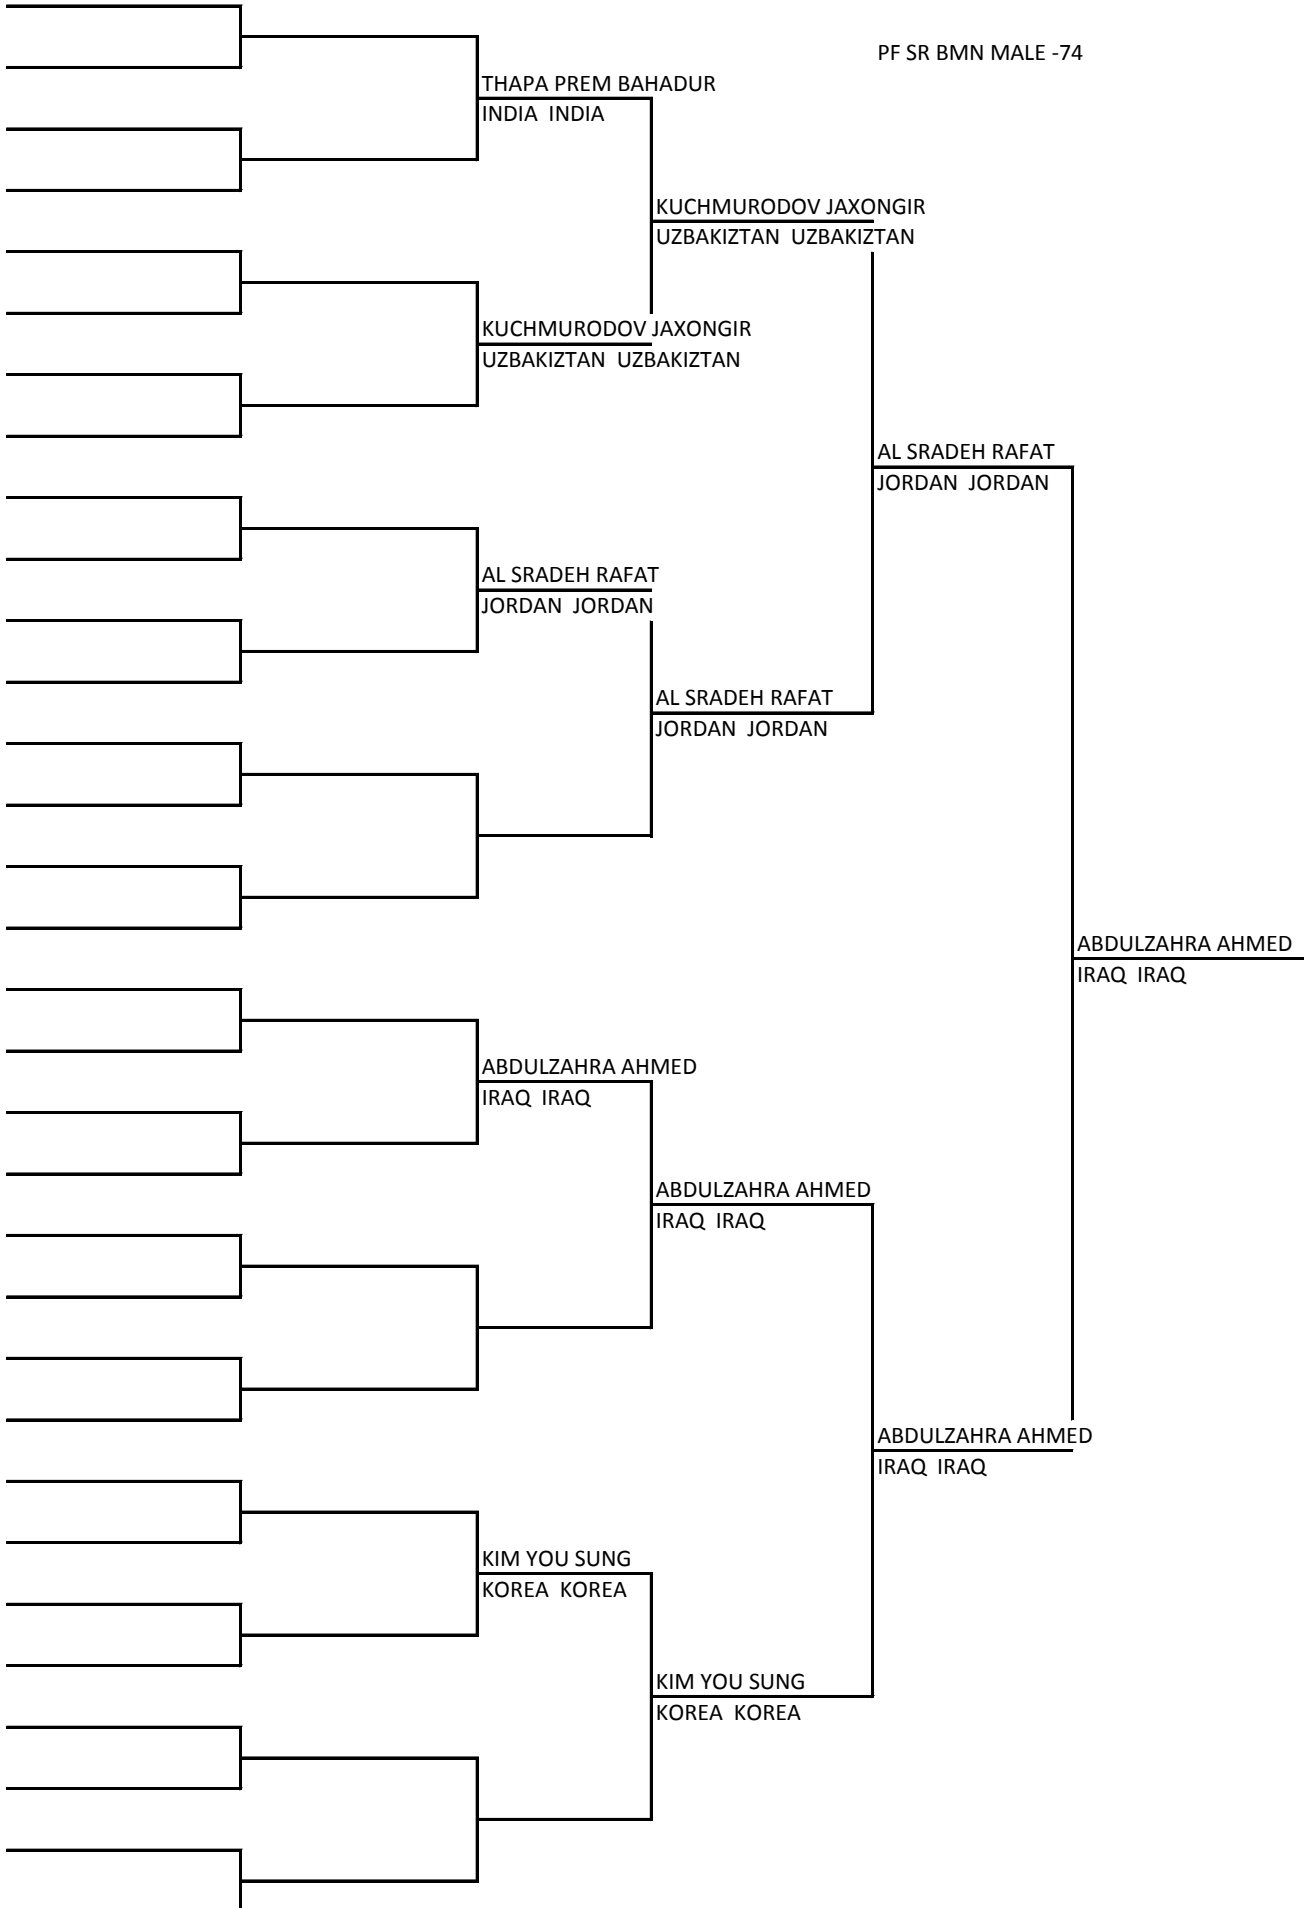 PF SR BMN MALE -74
THAPA PREM BAHADUR
INDIA  INDIA
KUCHMURODOV JAXONGIR
UZBAKIZTAN  UZBAKIZTAN
KUCHMURODOV JAXONGIR
UZBAKIZTAN  UZBAKIZTAN
AL SRADEH RAFAT
JORDAN  JORDAN
AL SRADEH RAFAT
JORDAN  JORDAN
AL SRADEH RAFAT
JORDAN  JORDAN
ABDULZAHRA AHMED
IRAQ  IRAQ
ABDULZAHRA AHMED
IRAQ  IRAQ
ABDULZAHRA AHMED
IRAQ  IRAQ
ABDULZAHRA AHMED
IRAQ  IRAQ
KIM YOU SUNG
KOREA  KOREA
KIM YOU SUNG
KOREA  KOREA